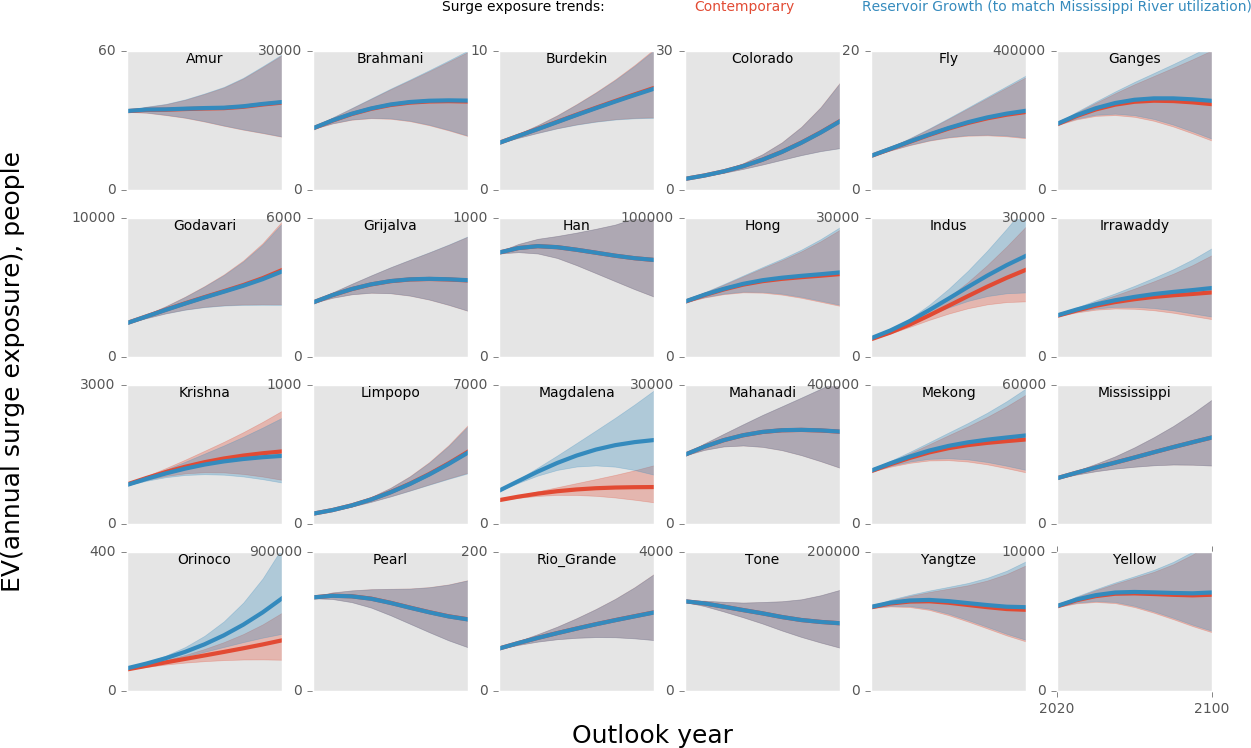 Surge exposure trends: Contemporary Reservoir Growth (to match Mississippi River utilization)
60 Amur 30000 Brahmani 10 Burdekin 30 Colorado 20 Fly 400000 Ganges
0 0 0 0 0 0
10000 Godavari 6000 Grijalva 1000 Han 100000 Hong 30000 Indus 30000 Irrawaddy
0 0 0 0 0 0
3000 Krishna 1000 Limpopo 7000 Magdalena 30000 Mahanadi 400000 Mekong 60000 Mississippi
0 0 0 0 0 0
400 Orinoco 900000 Pearl 200 Rio_Grande 4000 Tone 200000 Yangtze 10000 Yellow
0 0 0 0 0 0
2020 2100
EV(annual surge exposure), people
Outlook year